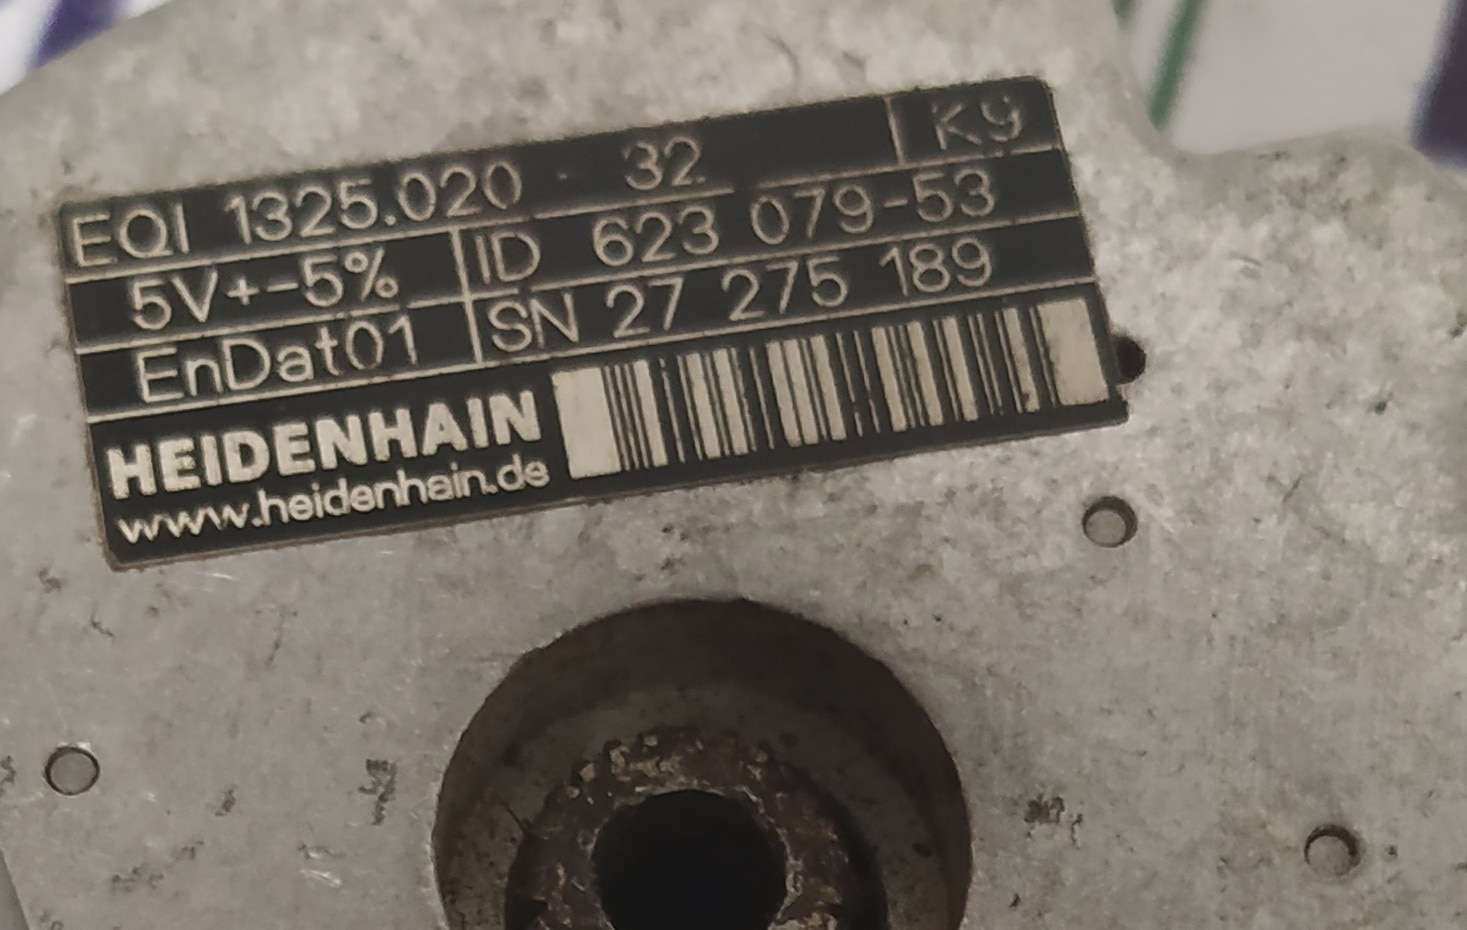 EQI 1325.020 32 K9
5V+-5% ID 623 079-53
EnDat01 SN 27 275 189
HEIDENHAIN
www.heidenhain.de